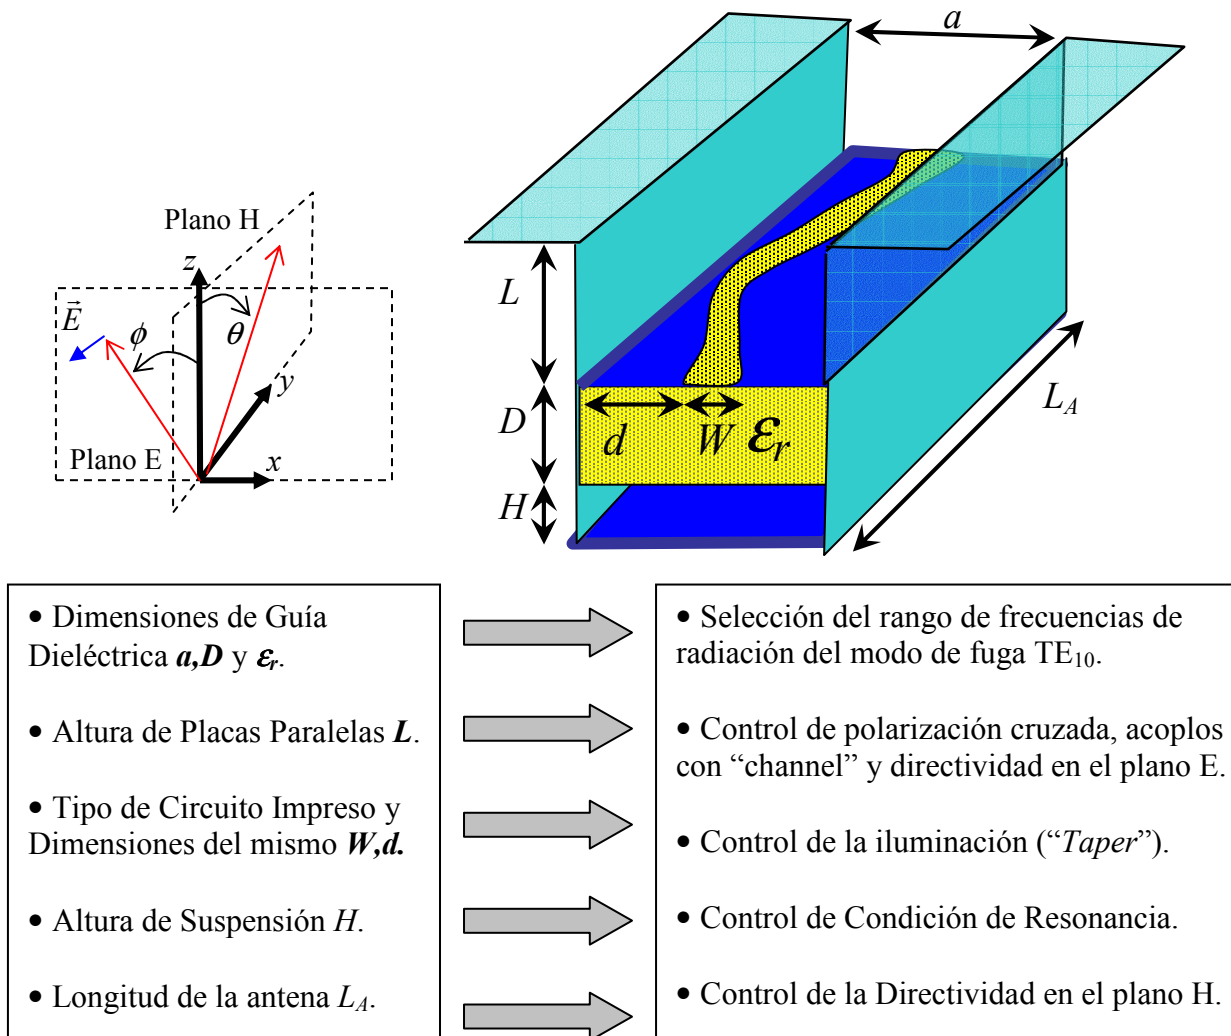 a
Plano H
z
L
E
ϕ
θ
y
D
d
W
εr
LA
Plano E
x
H
• Dimensiones de Guía
Dieléctrica a,D y εr.
• Altura de Placas Paralelas L.
• Tipo de Circuito Impreso y
Dimensiones del mismo W,d.
• Altura de Suspensión H.
• Longitud de la antena LA.
• Selección del rango de frecuencias de
radiación del modo de fuga TE10.
• Control de polarización cruzada, acoplos
con “channel” y directividad en el plano E.
• Control de la iluminación (“Taper”).
• Control de Condición de Resonancia.
• Control de la Directividad en el plano H.